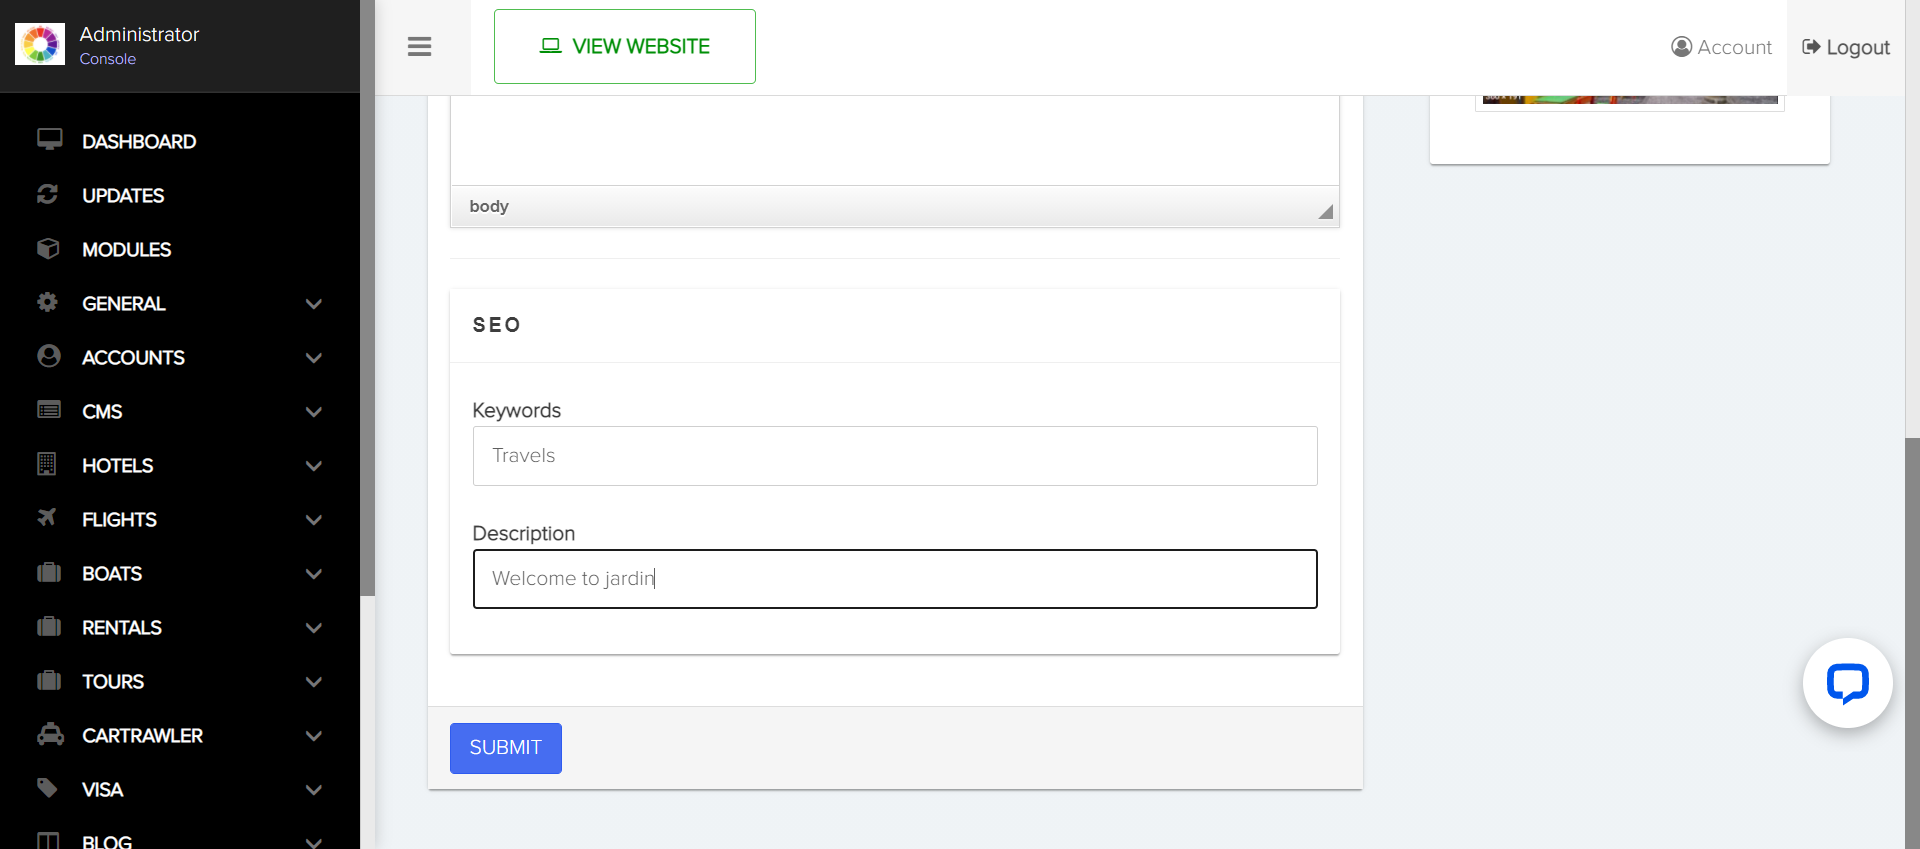 Administrator
Console
VIEW WEBSITE
Account
Logout
DASHBOARD
UPDATES
MODULES
GENERAL
ACCOUNTS
CMS
HOTELS
FLIGHTS
BOATS
RENTALS
TOURS
CARTRAWLER
VISA
BLOG
body
SEO
Keywords
Travels
Description
Welcome to jardin
SUBMIT